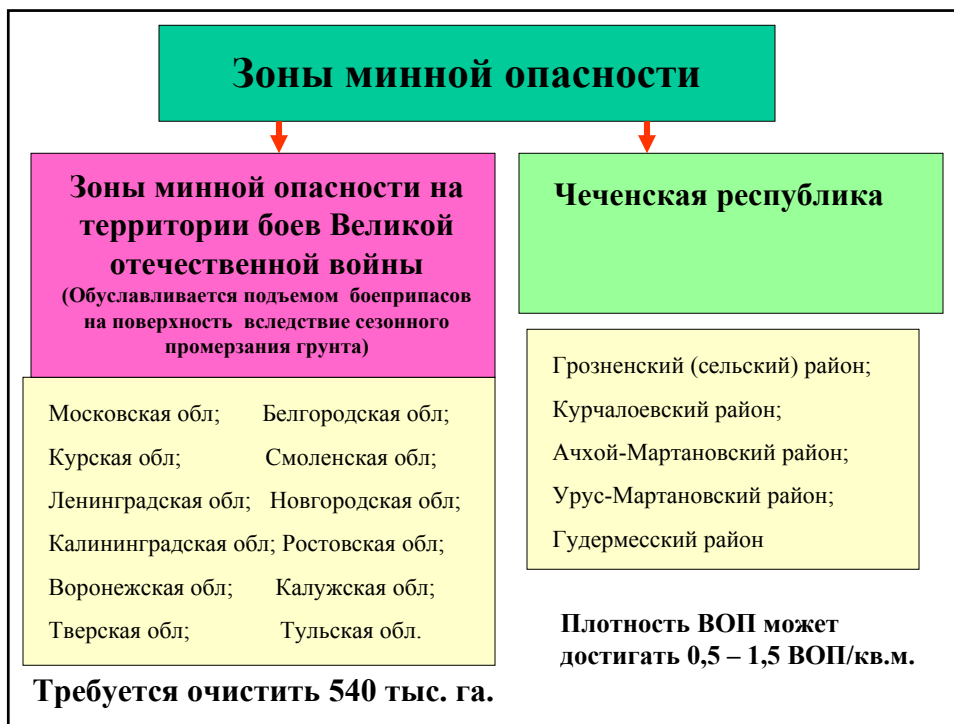 Зоны минной опасности
Зоны минной опасности на
территории боев Великой
отечественной войны
(Обуславливается подъемом боеприпасов
на поверхность вследствие сезонного
промерзания грунта)
Московская обл; Белгородская обл;
Курская обл; Смоленская обл;
Ленинградская обл; Новгородская обл;
Калининградская обл; Ростовская обл;
Воронежская обл; Калужская обл;
Тверская обл; Тульская обл.
Требуется очистить 540 тыс. га.
Чеченская республика
Грозненский (сельский) район;
Курчалоевский район;
Ачхой-Мартановский район;
Урус-Мартановский район;
Гудермесский район
Плотность ВОП может
достигать 0,5 – 1,5 ВОП/кв.м.